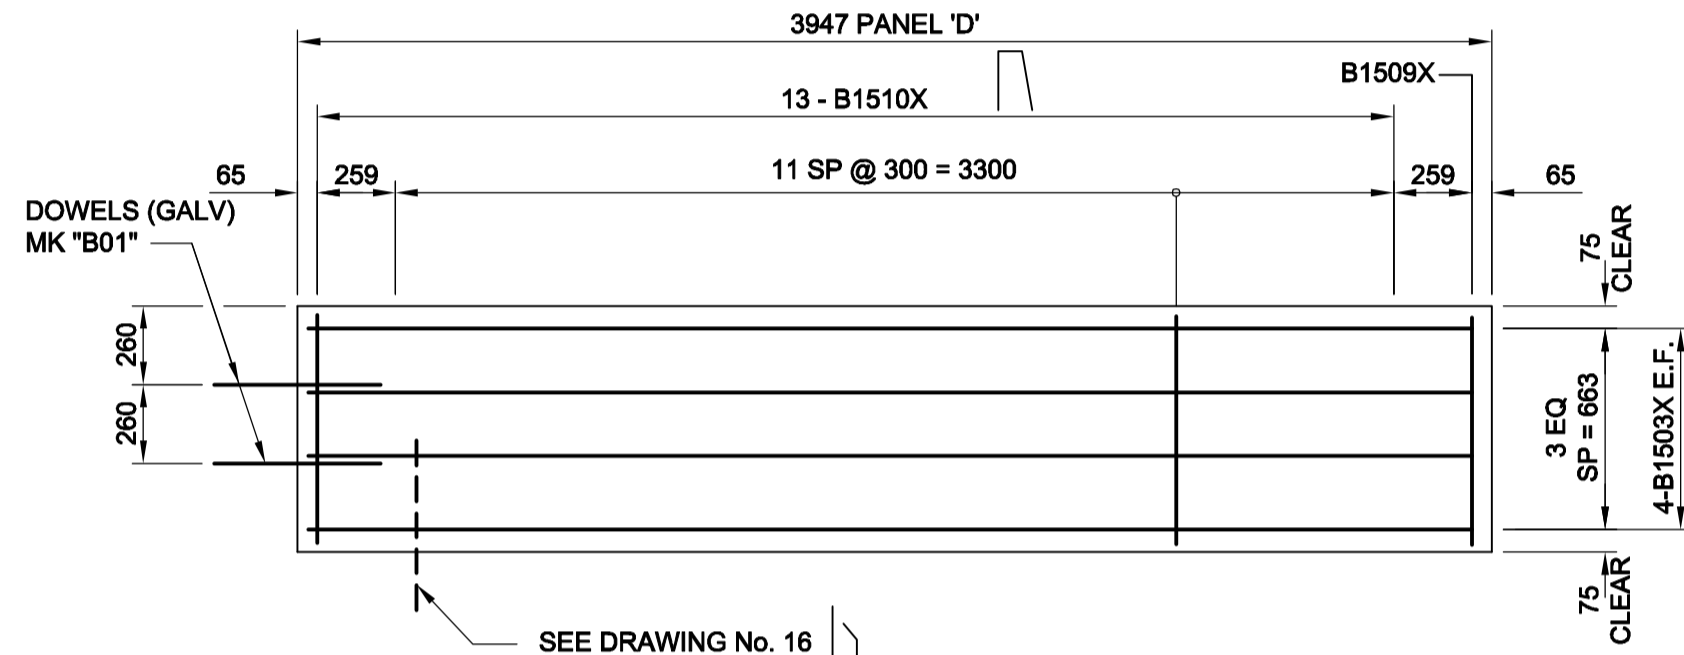 3947 PANEL 'D'
B1509X
13 - B1510X
65
259
11 SP @ 300 = 3300
259
65
DOWELS (GALV)
MK "B01"
75
CLEAR
260
260
3 EQ
SP = 663
4-B1503X E.F.
75
CLEAR
SEE DRAWING No. 16